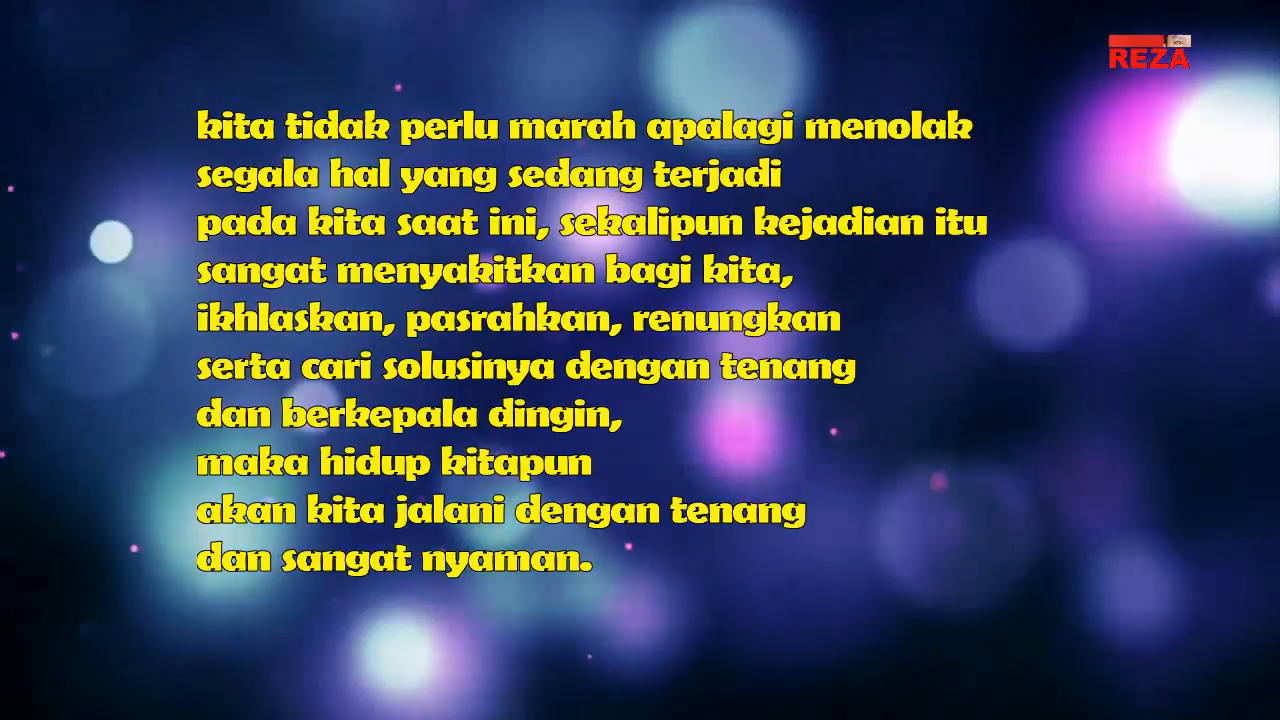 REZA
kita tidak perlu marah apalagi menolak
segala hal yang sedang terjadi
pada kita saat ini, sekalipun kejadian itu
sangat menyakitkan bagi kita,
ikhlaskan, pasrahkan, renungkan
serta cari solusinya dengan tenang
dan berkepala dingin,
maka hidup kitapun
akan kita jalani dengan tenang
dan sangat nyaman.